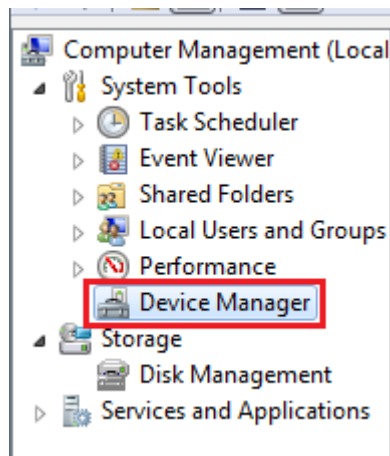 Computer Management (Local
System Tools
Task Scheduler
Event Viewer
Shared Folders
Local Users and Groups
Performance
Device Manager
Storage
Disk Management
Services and Applications